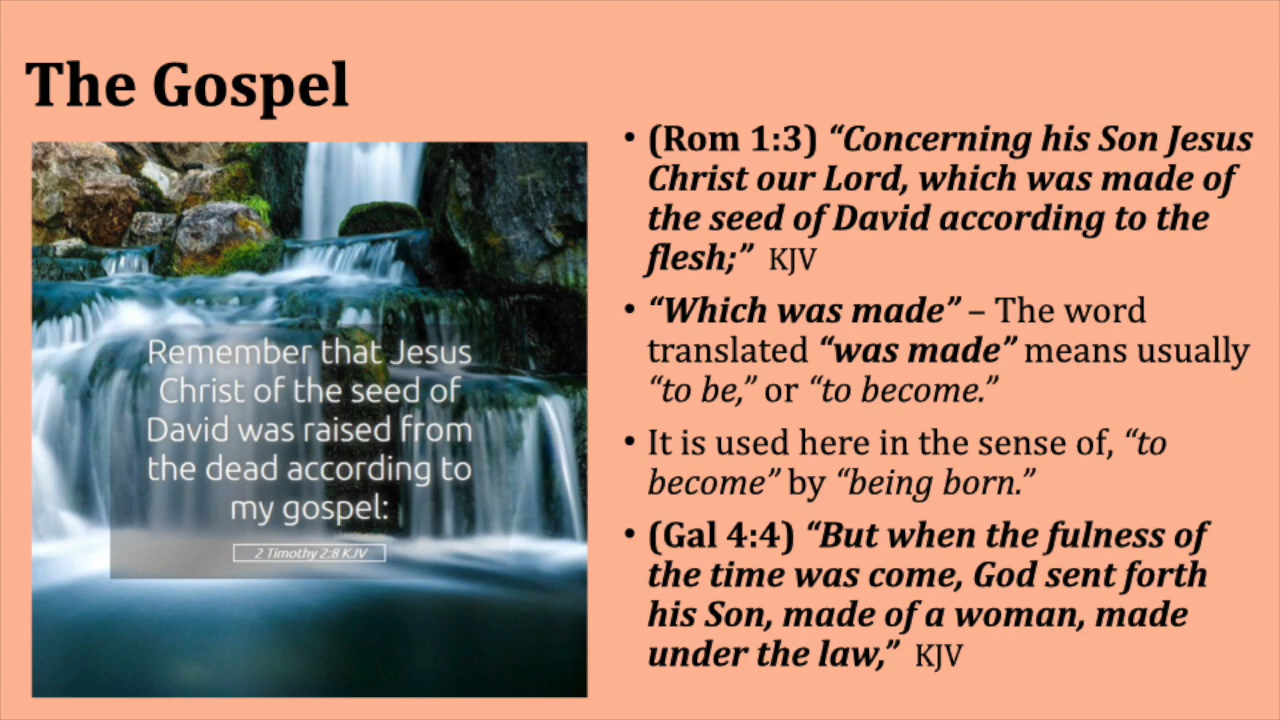 The Gospel
Remember that Jesus
Christ of the seed of
David was raised from
the dead according to
my gospel:
2 Timothy 2:8 KJV
• (Rom 1:3) “Concerning his Son Jesus
Christ our Lord, which was made of
the seed of David according to the
flesh;” KJV
• “Which was made” – The word
translated “was made” means usually
“to be,” or “to become.”
• It is used here in the sense of, “to
become” by “being born.”
• (Gal 4:4) “But when the fulness of
the time was come, God sent forth
his Son, made of a woman, made
under the law,” KJV